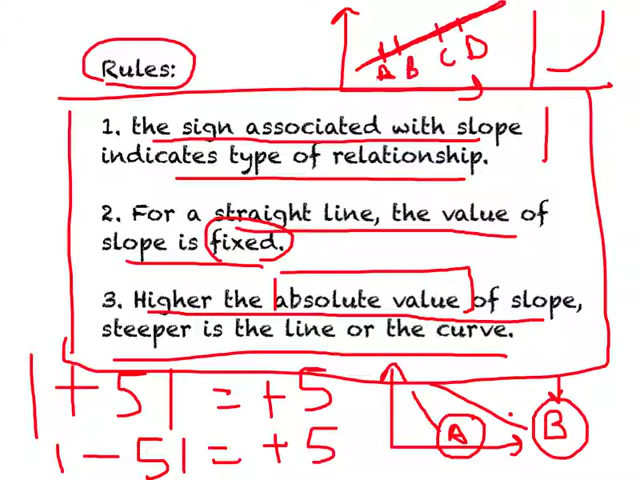 Rules:
A B C D
1. the sign associated with slope
indicates type of relationship.
2. For a straight line, the value of
slope is fixed.
3. Higher the absolute value of slope,
steeper is the line or the curve.
|+5| = +5
|-5| = +5
A
B